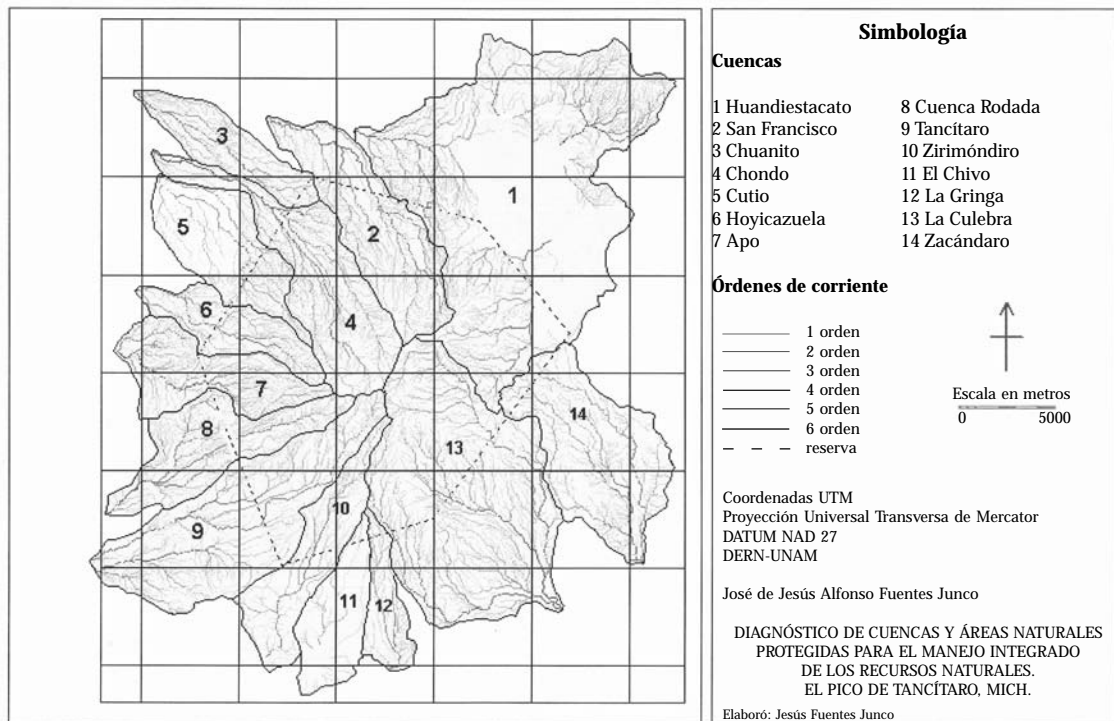 3
1
2
5
6
4
7
14
8
13
10
9
11
12
Simbología
Cuencas
1 Huandiestacato
2 San Francisco
3 Chuanito
4 Chondo
5 Cutio
6 Hoyicazuela
7 Apo
8 Cuenca Rodada
9 Tancítaro
10 Zirimóndiro
11 El Chivo
12 La Gringa
13 La Culebra
14 Zacándaro
Órdenes de corriente
1 orden
2 orden
3 orden
4 orden
5 orden
6 orden
reserva
Escala en metros
0 5000
Coordenadas UTM
Proyección Universal Transversa de Mercator
DATUM NAD 27
DERN-UNAM
José de Jesús Alfonso Fuentes Junco
DIAGNÓSTICO DE CUENCAS Y ÁREAS NATURALES
PROTEGIDAS PARA EL MANEJO INTEGRADO
DE LOS RECURSOS NATURALES.
EL PICO DE TANCÍTARO, MICH.
Elaboró: Jesús Fuentes Junco